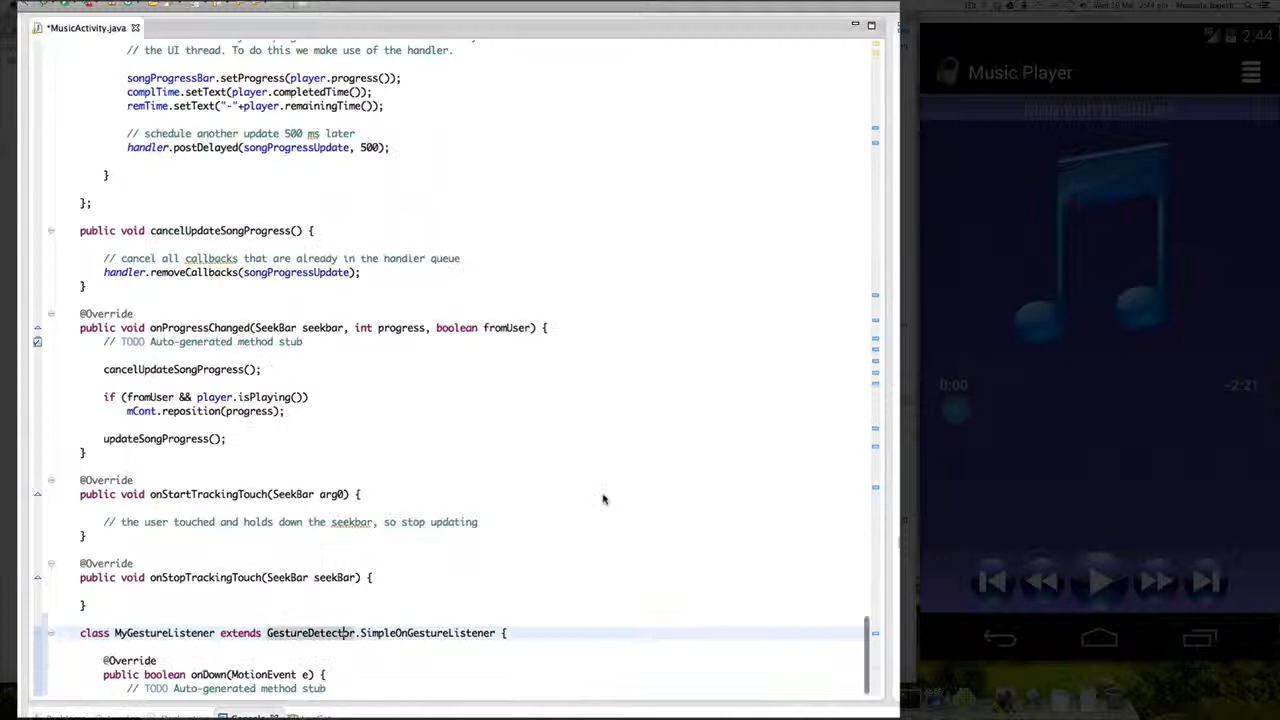 *MusicActivity.java
// the UI thread. To do this we make use of the handler.
songProgressBar.setProgress(player.progress());
complTime.setText(player.completedTime());
remTime.setText("-"+player.remainingTime());
// schedule another update 500 ms later
handler.postDelayed(songProgressUpdate, 500);
}
};
public void cancelUpdateSongProgress() {
// cancel all callbacks that are already in the handler queue
handler.removeCallbacks(songProgressUpdate);
}
@Override
public void onProgressChanged(SeekBar seekbar, int progress, boolean fromUser) {
// TODO Auto-generated method stub
cancelUpdateSongProgress();
if (fromUser && player.isPlaying())
mCont.reposition(progress);
updateSongProgress();
}
@Override
public void onStartTrackingTouch(SeekBar arg0) {
// the user touched and holds down the seekbar, so stop updating
}
@Override
public void onStopTrackingTouch(SeekBar seekBar) {
}
class MyGestureListener extends GestureDetector.SimpleOnGestureListener {
@Override
public boolean onDown(MotionEvent e) {
// TODO Auto-generated method stub
2:44
Music Player
0:00
-2:21